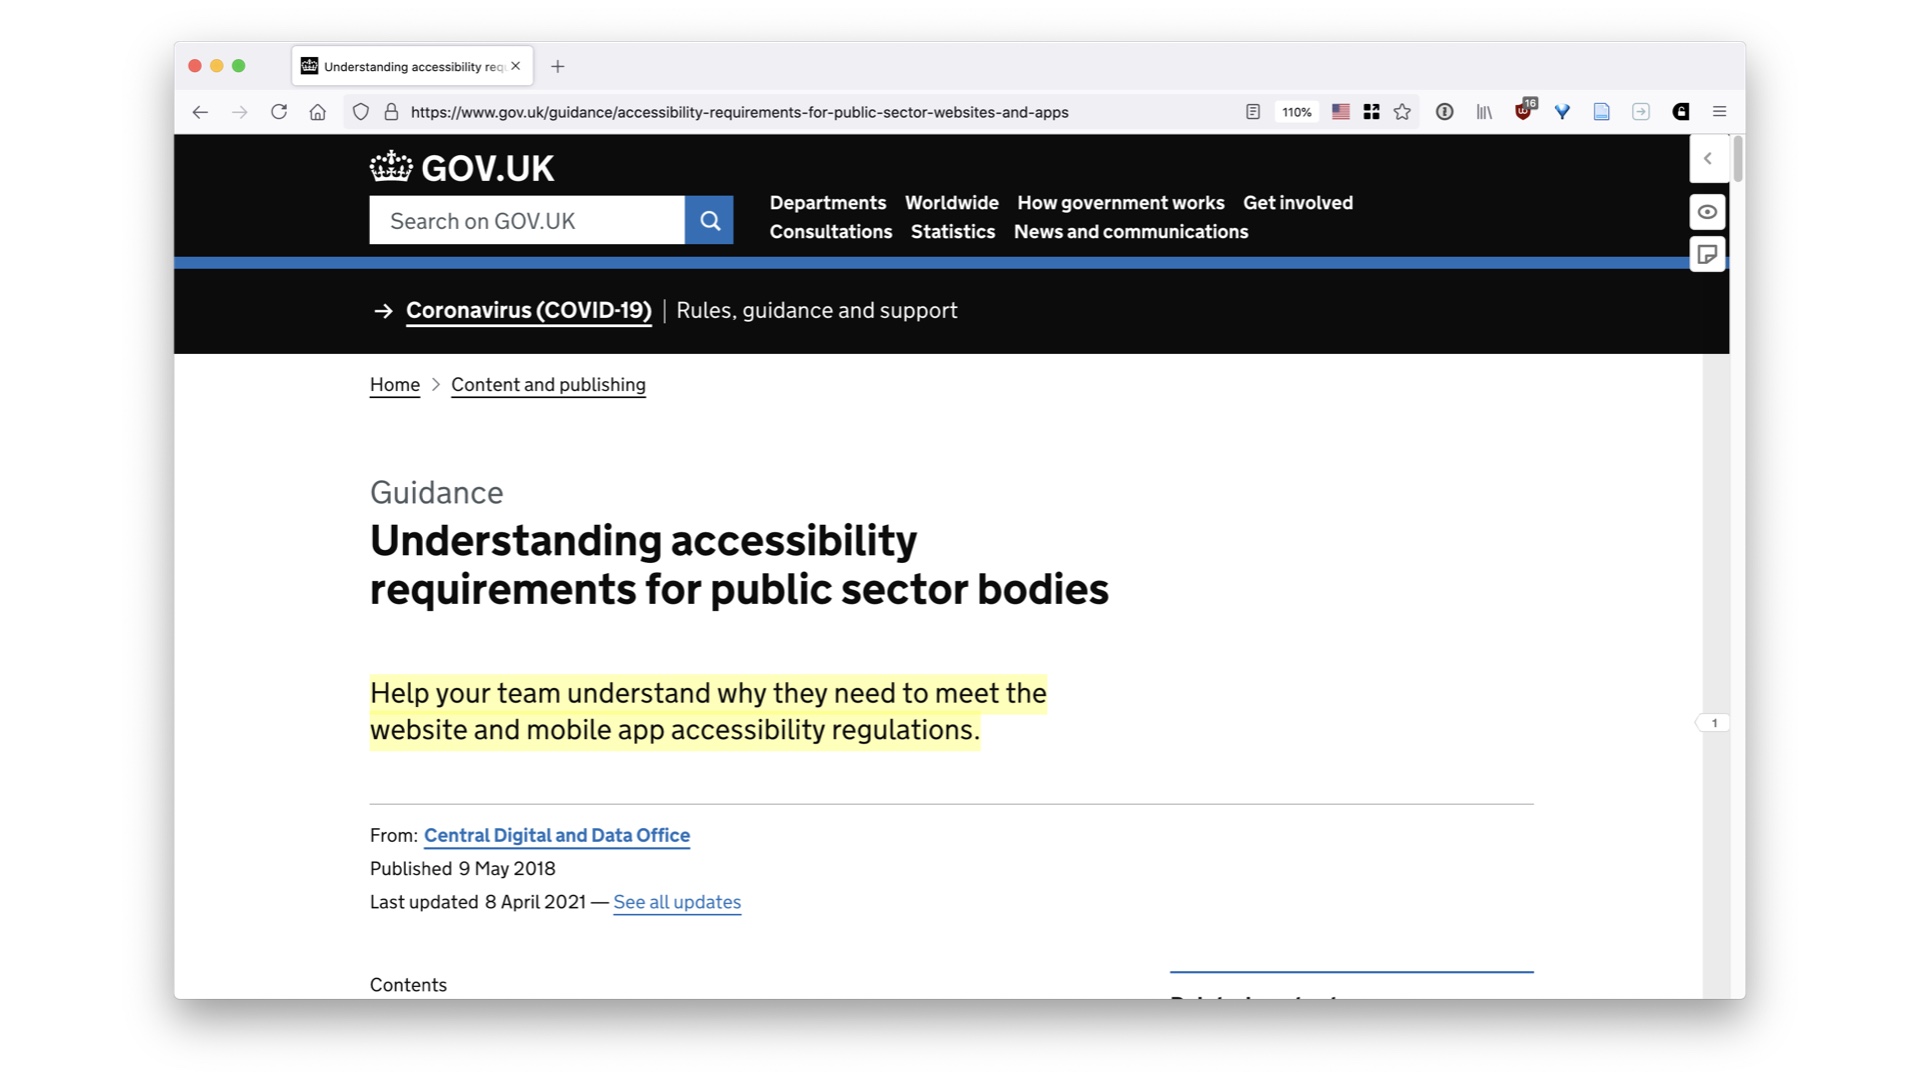 Understanding accessibility req
https://www.gov.uk/guidance/accessibility-requirements-for-public-sector-websites-and-apps
110%
16
GOV.UK
Search on GOV.UK
Departments Worldwide How government works Get involved
Consultations Statistics News and communications
→ Coronavirus (COVID-19) | Rules, guidance and support
Home > Content and publishing
Guidance
Understanding accessibility
requirements for public sector bodies
Help your team understand why they need to meet the
website and mobile app accessibility regulations.
1
From: Central Digital and Data Office
Published 9 May 2018
Last updated 8 April 2021 — See all updates
Contents